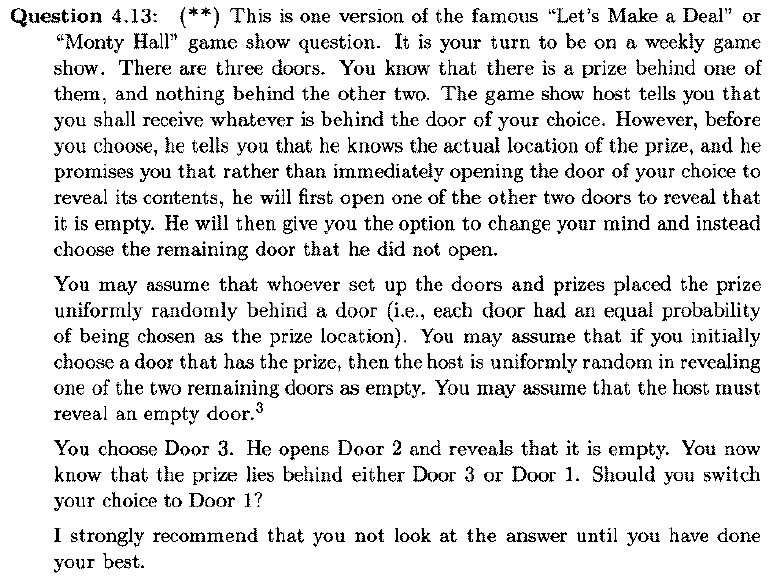 Question 4.13: (**) This is one version of the famous “Let’s Make a Deal” or
“Monty Hall” game show question. It is your turn to be on a weekly game
show. There are three doors. You know that there is a prize behind one of
them, and nothing behind the other two. The game show host tells you that
you shall receive whatever is behind the door of your choice. However, before
you choose, he tells you that he knows the actual location of the prize, and he
promises you that rather than immediately opening the door of your choice to
reveal its contents, he will first open one of the other two doors to reveal that
it is empty. He will then give you the option to change your mind and instead
choose the remaining door that he did not open.
You may assume that whoever set up the doors and prizes placed the prize
uniformly randomly behind a door (i.e., each door had an equal probability
of being chosen as the prize location). You may assume that if you initially
choose a door that has the prize, then the host is uniformly random in revealing
one of the two remaining doors as empty. You may assume that the host must
reveal an empty door.³
You choose Door 3. He opens Door 2 and reveals that it is empty. You now
know that the prize lies behind either Door 3 or Door 1. Should you switch
your choice to Door 1?
I strongly recommend that you not look at the answer until you have done
your best.